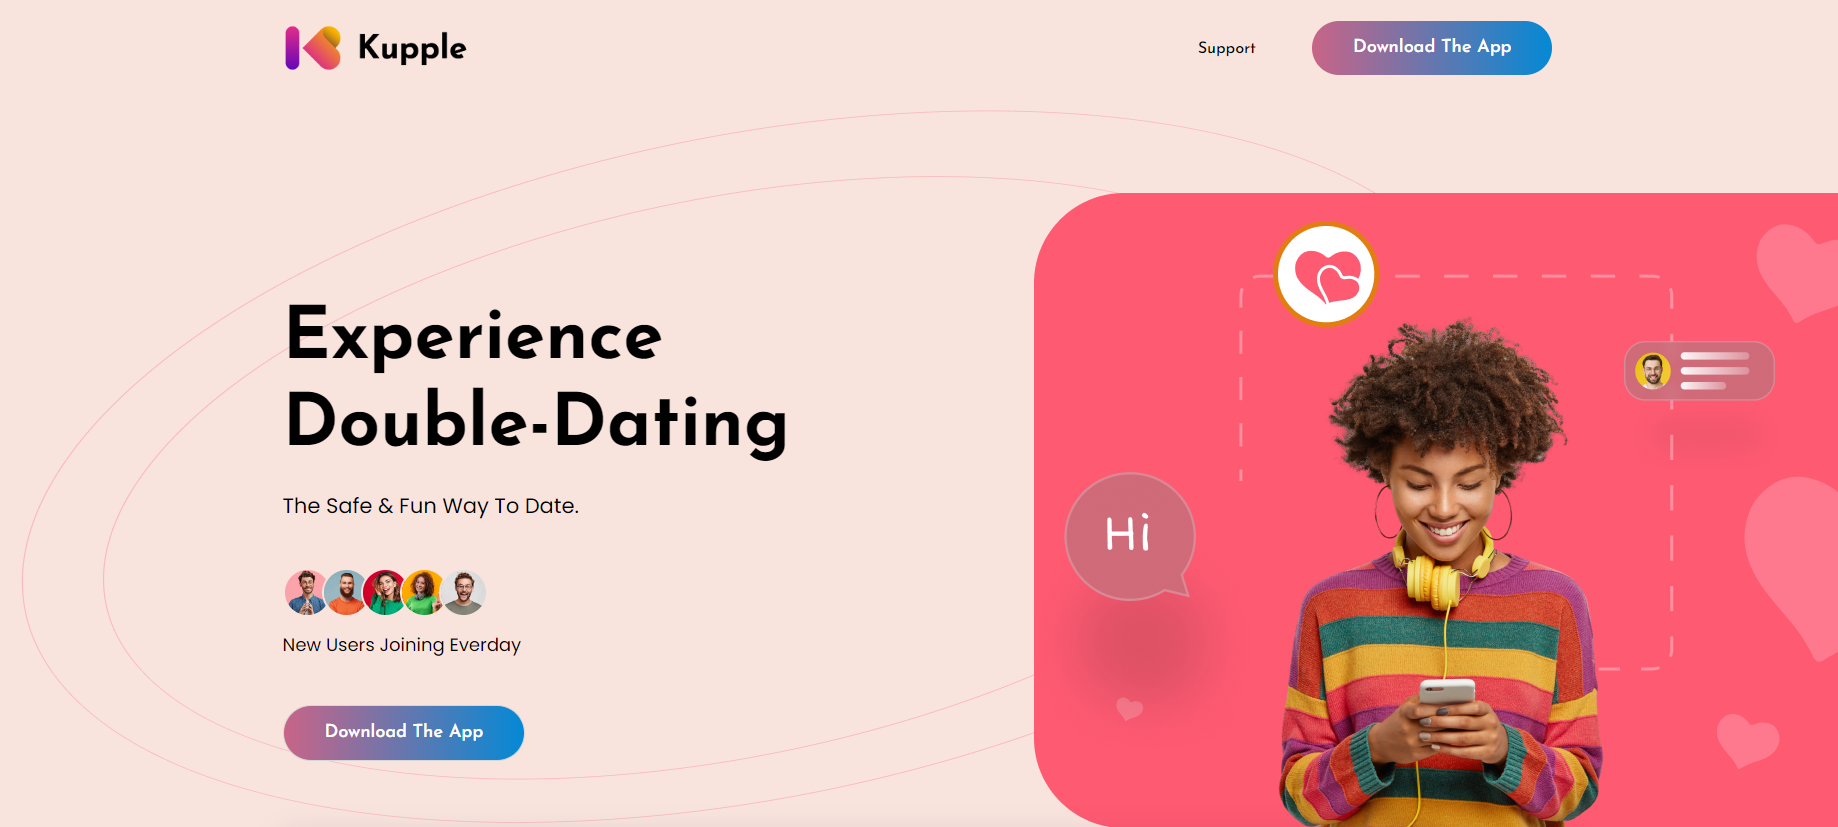 Kupple
Support
Download The App
Experience
Double-Dating
The Safe & Fun Way To Date.
New Users Joining Everday
Download The App
Hi